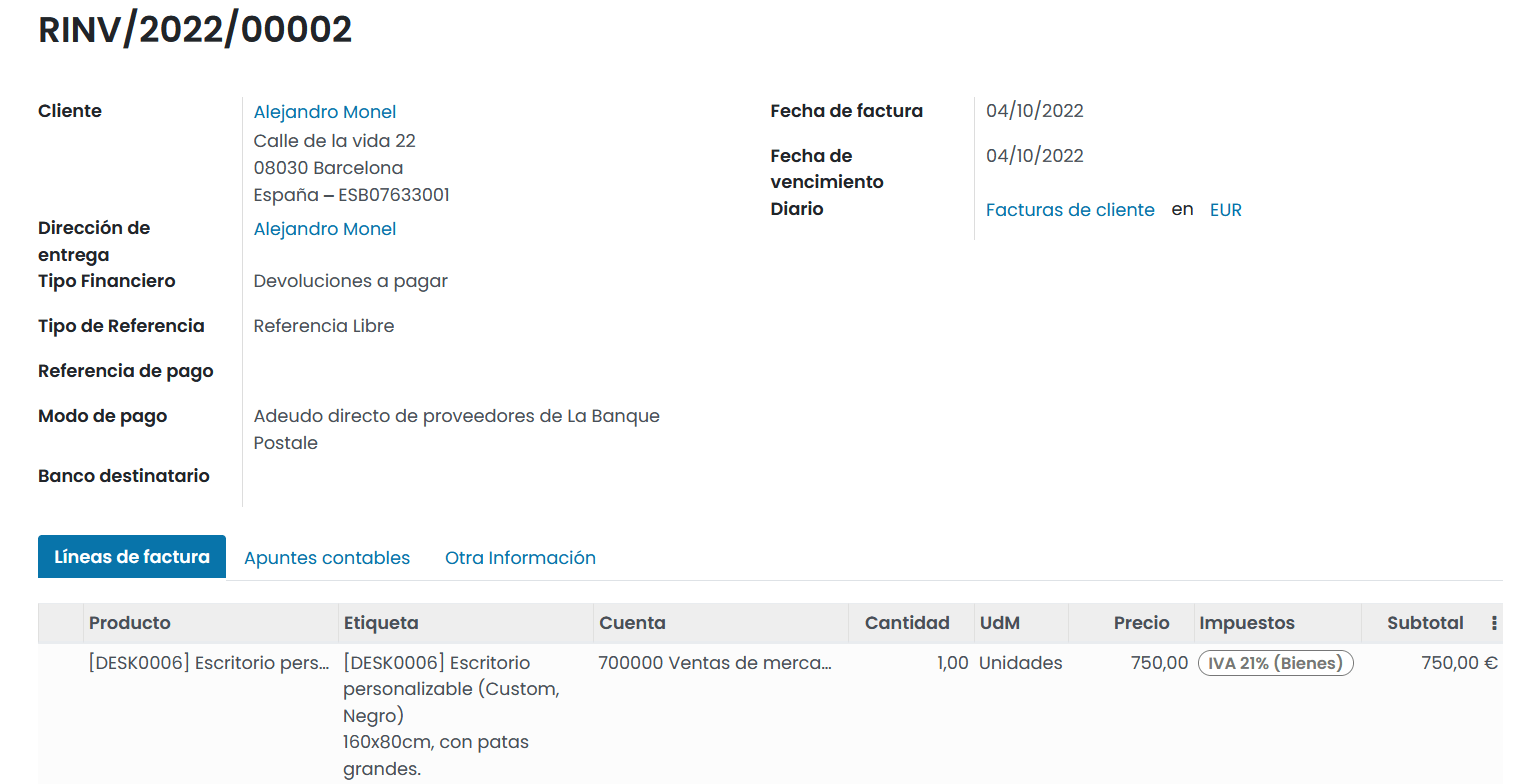 RINV/2022/00002
Cliente
Alejandro Monel
Calle de la vida 22
08030 Barcelona
España – ESB07633001
Dirección de
entrega
Alejandro Monel
Tipo Financiero
Devoluciones a pagar
Tipo de Referencia
Referencia Libre
Referencia de pago
Modo de pago
Adeudo directo de proveedores de La Banque
Postale
Banco destinatario
Fecha de factura
04/10/2022
Fecha de
vencimiento
04/10/2022
Diario
Facturas de cliente en EUR
Líneas de factura Apuntes contables Otra Información
Producto Etiqueta Cuenta Cantidad UdM Precio Impuestos Subtotal
[DESK0006] Escritorio pers... [DESK0006] Escritorio 700000 Ventas de merca... 1,00 Unidades 750,00 IVA 21% (Bienes) 750,00 €
personalizable (Custom,
Negro)
160x80cm, con patas
grandes.